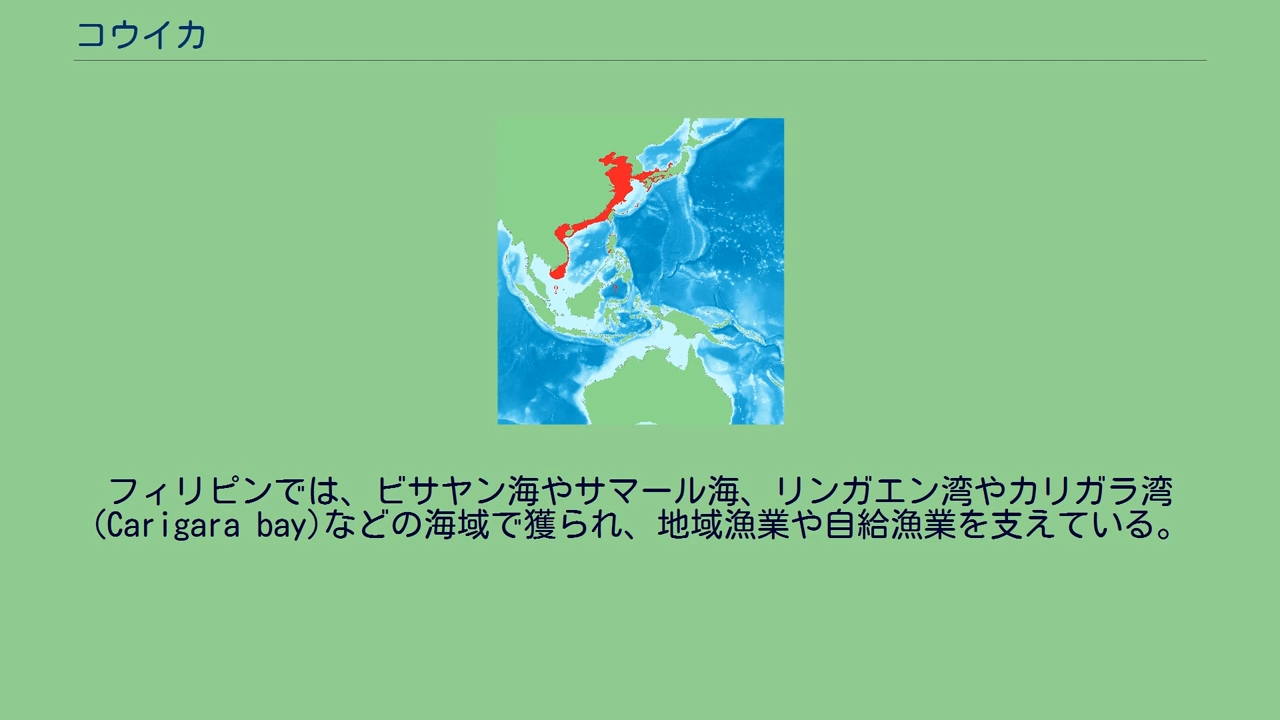 コウイカ
フィリピンでは、ビサヤン海やサマール海、リンガエン湾やカリガラ湾
(Carigara bay)などの海域で獲られ、地域漁業や自給漁業を支えている。